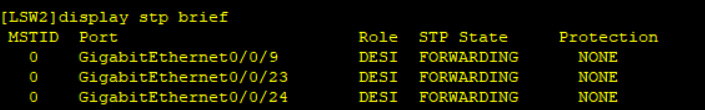 [LSW2]display stp brief
MSTID Port Role STP State Protection
0 GigabitEthernet0/0/9 DESI FORWARDING NONE
0 GigabitEthernet0/0/23 DESI FORWARDING NONE
0 GigabitEthernet0/0/24 DESI FORWARDING NONE